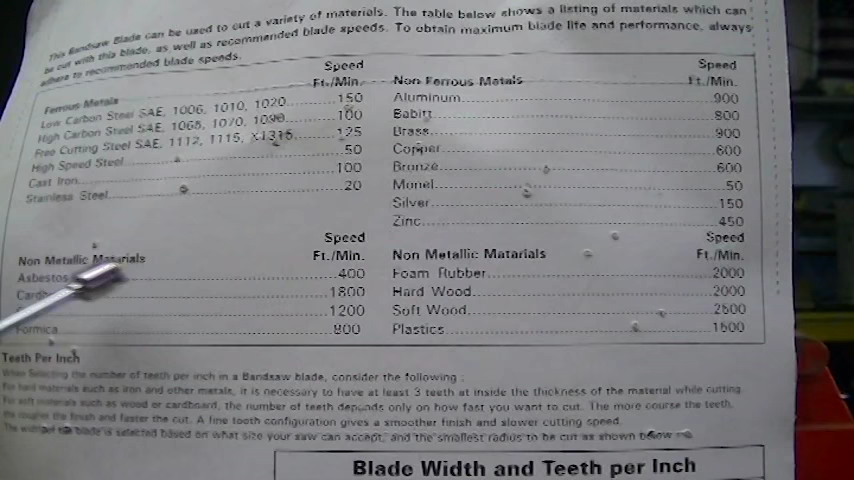 This Bandsaw Blade can be used to cut a variety of materials. The table below shows a listing of materials which can
be cut with this blade, as well as recommended blade speeds. To obtain maximum blade life and performance, always
adhere to recommended blade speeds.
Speed
Ferrous Metals Ft./Min.
Low Carbon Steel SAE, 1006, 1010, 1020 150
High Carbon Steel SAE, 1065, 1070, 1090 100
Free Cutting Steel SAE, 1112, 1115, X1315 125
High Speed Steel 50
Cast Iron 100
Stainless Steel 20
Speed
Non Ferrous Metals Ft./Min.
Aluminum 900
Babitt 800
Brass 900
Copper 600
Bronze 600
Monel 50
Silver 150
Zinc 450
Speed
Non Metallic Matarials Ft./Min.
Asbestos 400
1800
1200
Formica 800
Speed
Non Metallic Matarials Ft./Min.
Foam Rubber 2000
Hard Wood 2000
Soft Wood 2500
Plastics 1500
Teeth Per Inch
When Selecting the number of teeth per inch in a Bandsaw blade, consider the following :
For hard materials such as iron and other metals, it is necessary to have at least 3 teeth at inside the thickness of the material while cutting.
For soft materials such as wood or cardboard, the number of teeth depends only on how fast you want to cut. The more course the teeth,
the rougher the finish and faster the cut. A fine tooth configuration gives a smoother finish and slower cutting speed.
The the blade is selected based on what size your saw can accept, and the smallest radius to be cut as shown below
Blade Width and Teeth per Inch